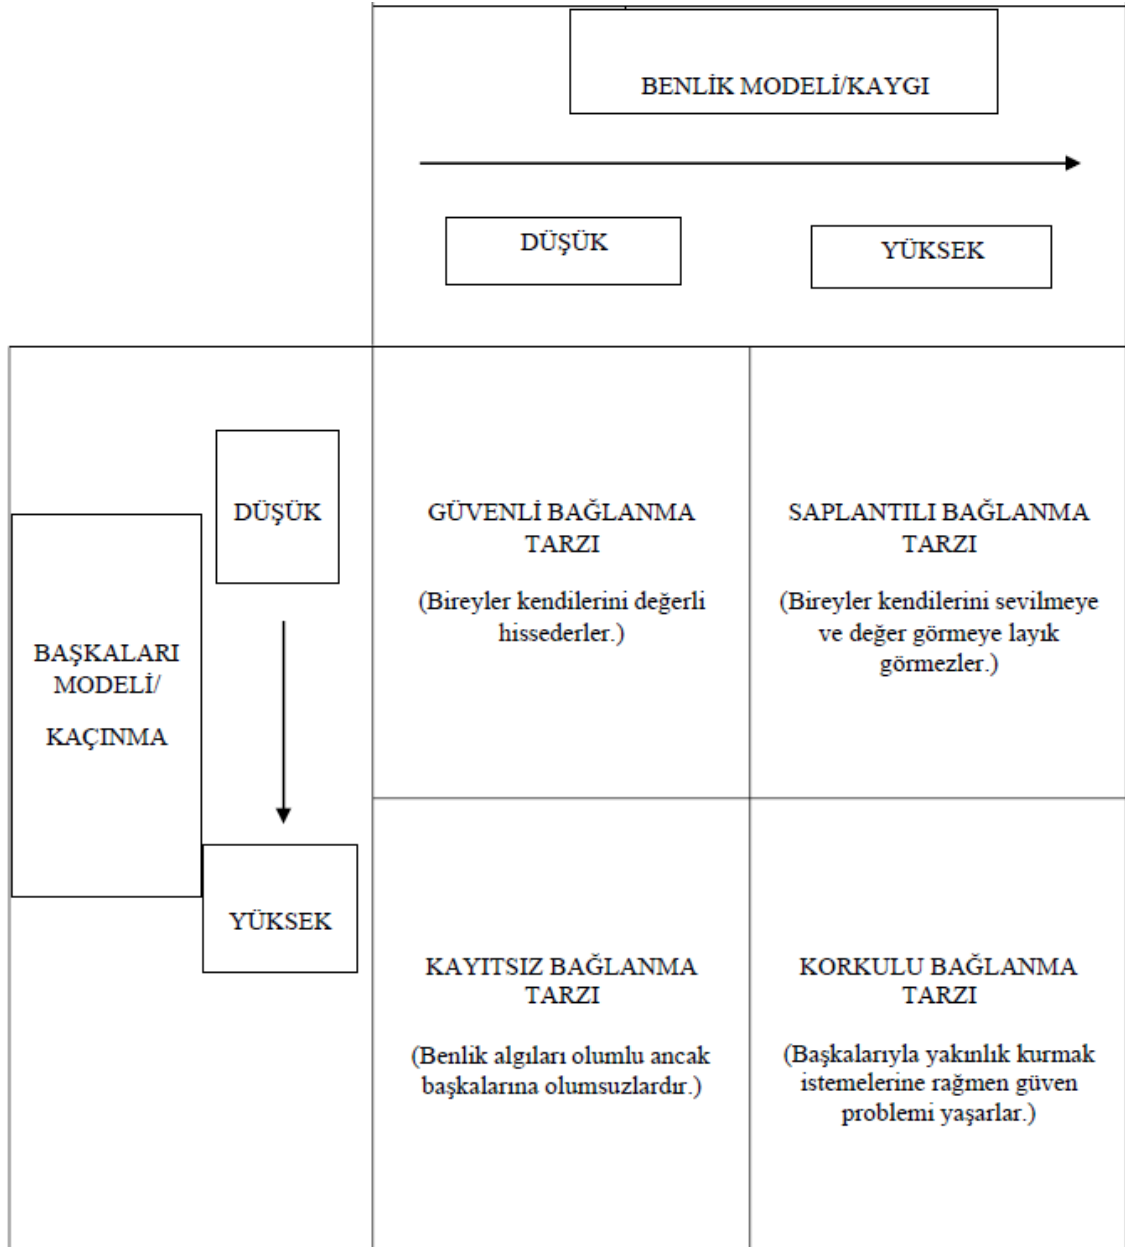 BENLİK MODELİ/KAYGI
DÜŞÜK
YÜKSEK
DÜŞÜK
BAŞKALARI
MODELİ/
KAÇINMA
YÜKSEK
GÜVENLİ BAĞLANMA
TARZI
(Bireyler kendilerini değerli
hissederler.)
SAPLANTILI BAĞLANMA
TARZI
(Bireyler kendilerini sevilmeye
ve değer görmeye layık
görmezler.)
KAYITSIZ BAĞLANMA
TARZI
(Benlik algıları olumlu ancak
başkalarına olumsuzlardır.)
KORKULU BAĞLANMA
TARZI
(Başkalarıyla yakınlık kurmak
istemelerine rağmen güven
problemi yaşarlar.)